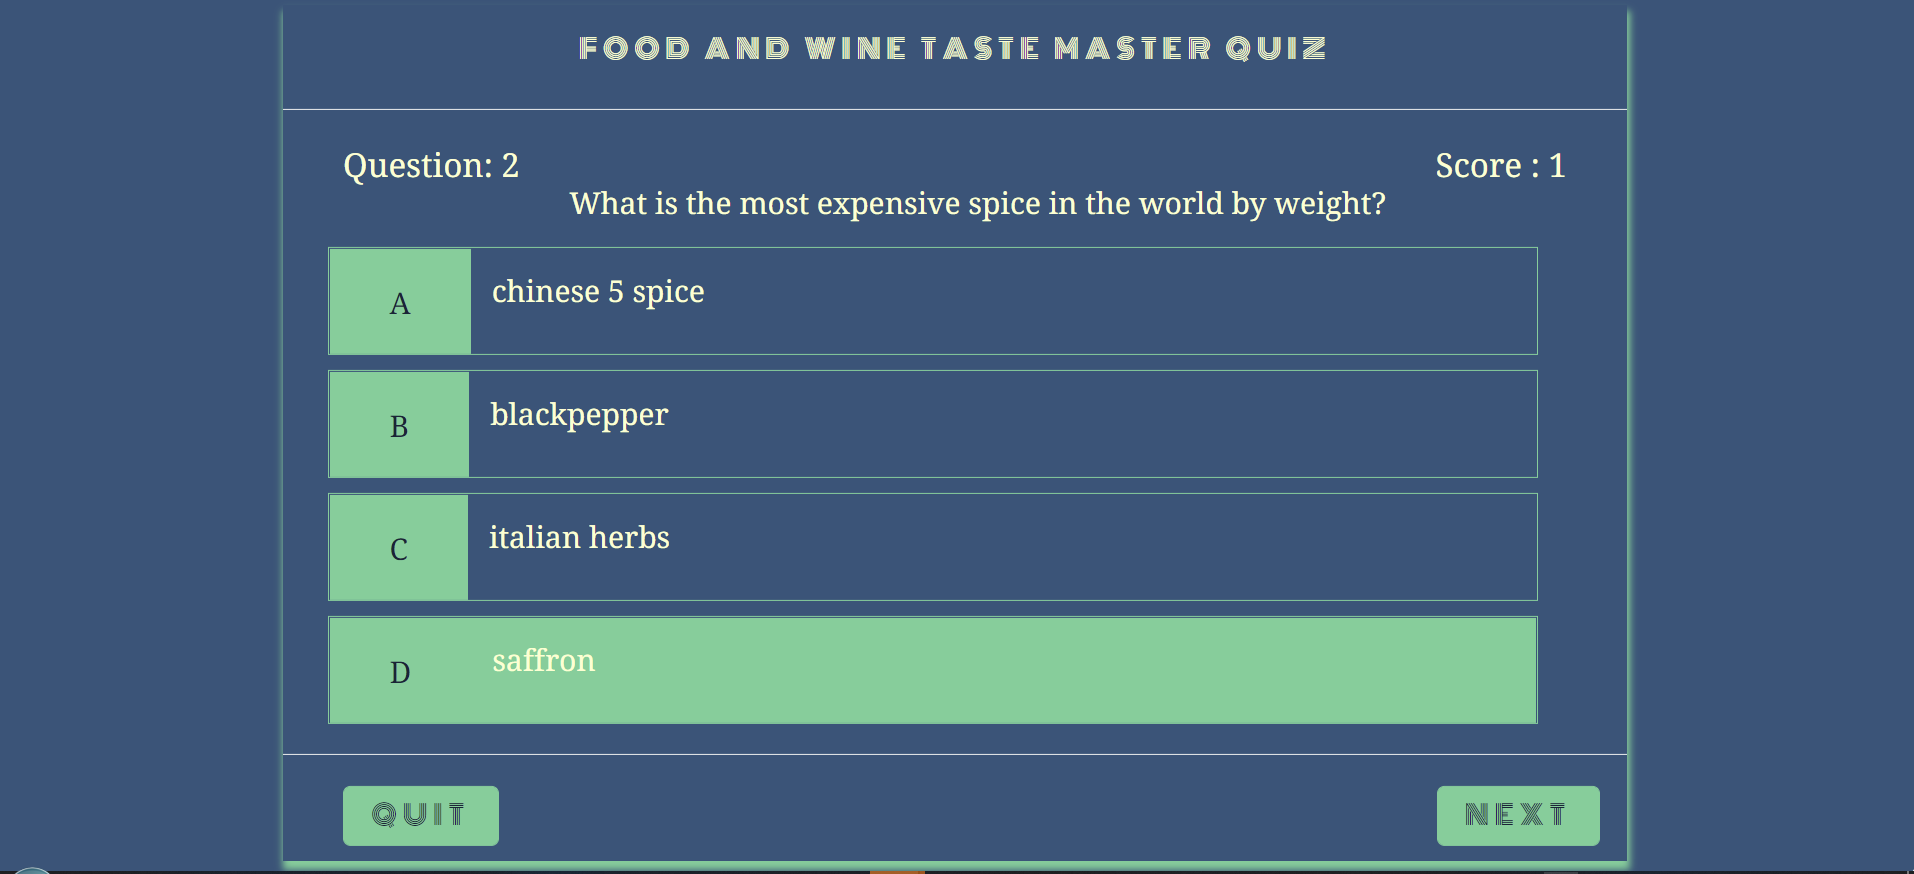 FOOD AND WINE TASTE MASTER QUIZ
Question: 2
Score : 1
What is the most expensive spice in the world by weight?
A chinese 5 spice
B blackpepper
C italian herbs
D saffron
QUIT
NEXT